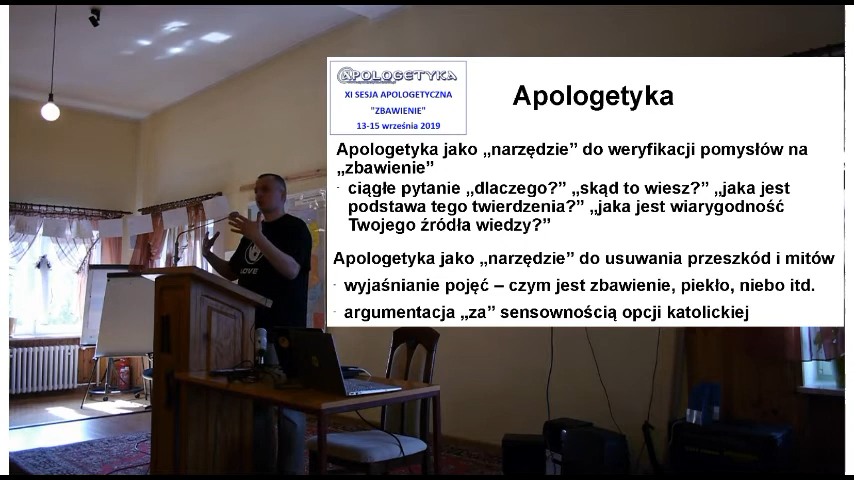 APOLOGETYKA
XI SESJA APOLOGETYCZNA
"ZBAWIENIE"
13-15 września 2019
Apologetyka
Apologetyka jako „narzędzie” do weryfikacji pomysłów na
„zbawienie”
ciągłe pytanie „dlaczego?” „skąd to wiesz?” „jaka jest
podstawa tego twierdzenia?” „jaka jest wiarygodność
Twojego źródła wiedzy?”
Apologetyka jako „narzędzie” do usuwania przeszkód i mitów
wyjaśnianie pojęć – czym jest zbawienie, piekło, niebo itd.
argumentacja „za” sensownością opcji katolickiej
LOVE